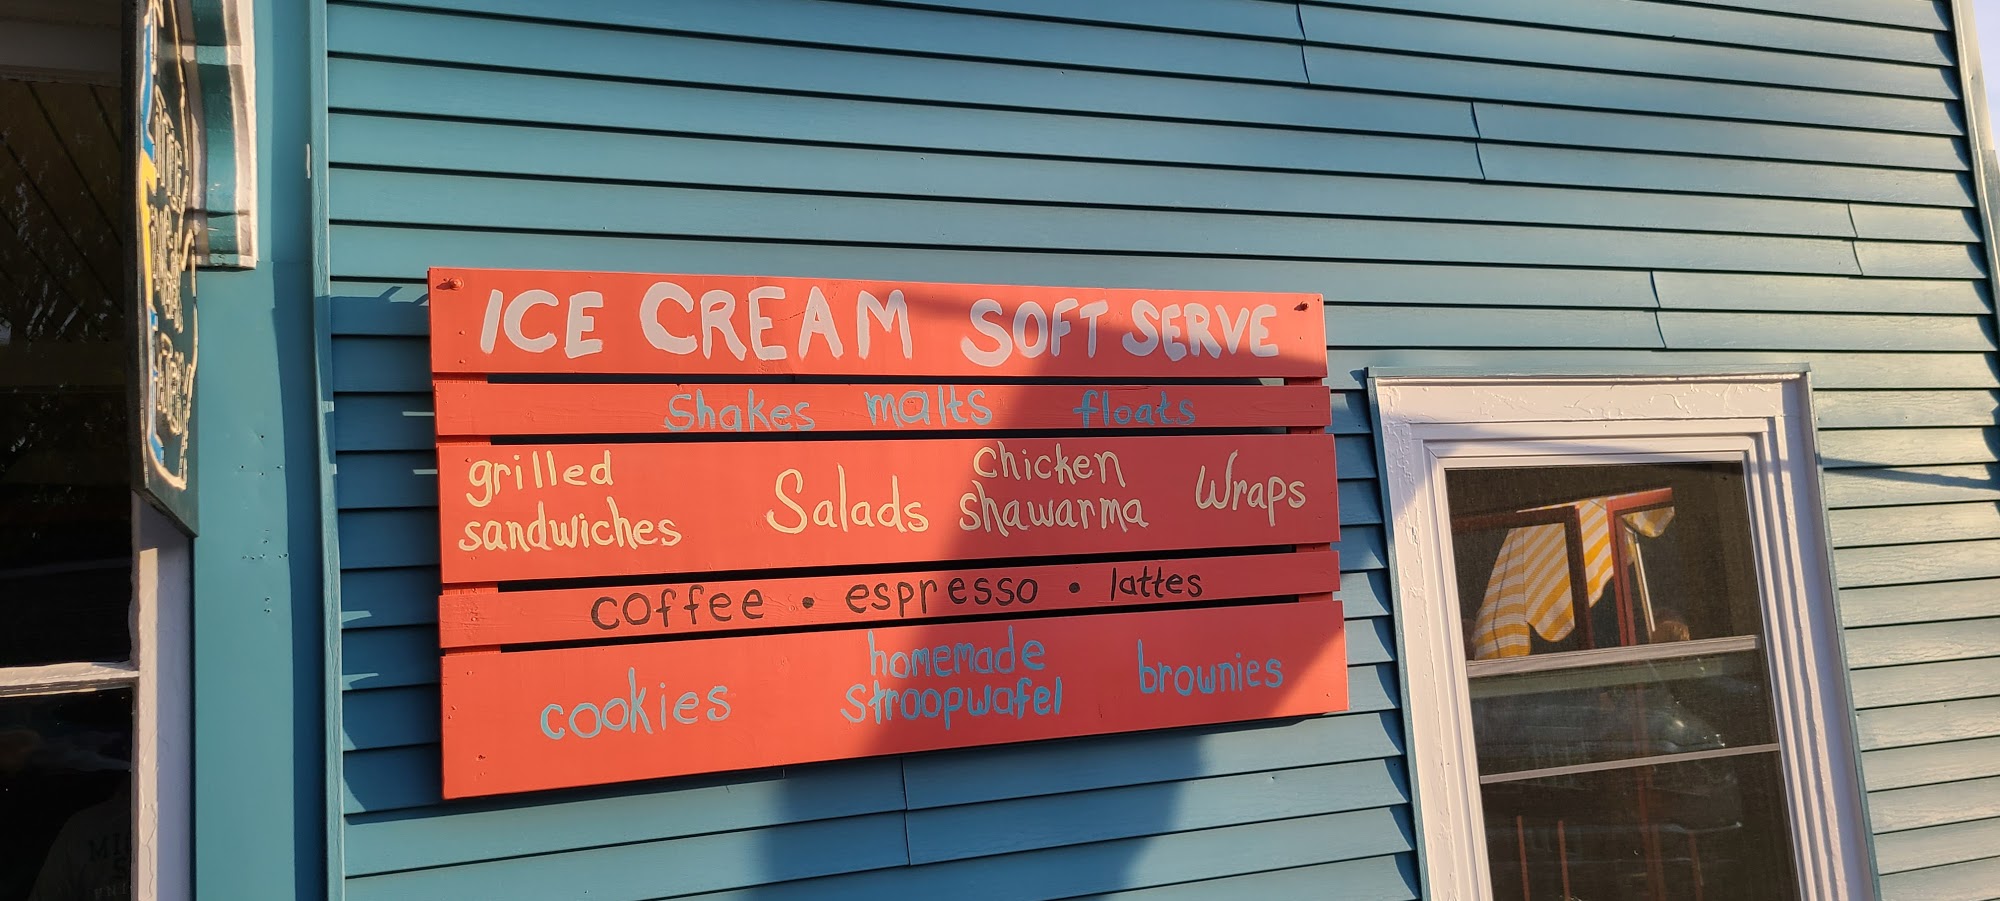 ICE CREAM SOFT SERVE
Shakes malts floats
grilled
sandwiches
Salads
Chicken
shawarma
Wraps
coffee • espresso • lattes
cookies
homemade
stroopwafel
brownies